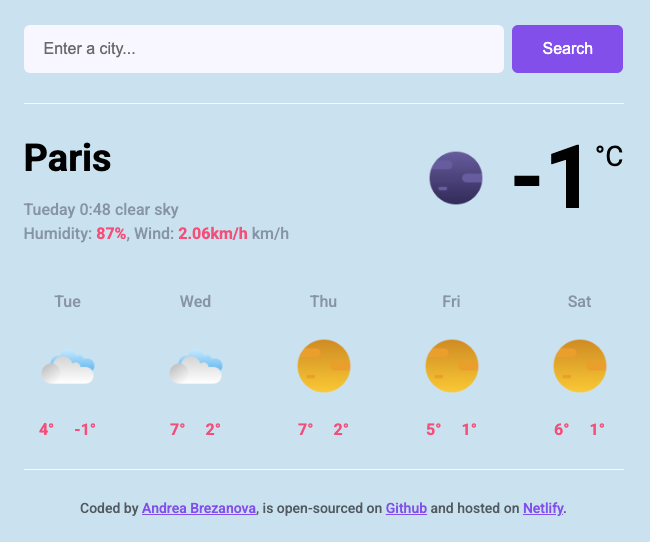 Enter a city... Search
Paris
-1 °C
Tueday 0:48 clear sky
Humidity: 87%, Wind: 2.06km/h km/h
Tue Wed Thu Fri Sat
4° -1° 7° 2° 7° 2° 5° 1° 6° 1°
Coded by Andrea Brezanova, is open-sourced on Github and hosted on Netlify.